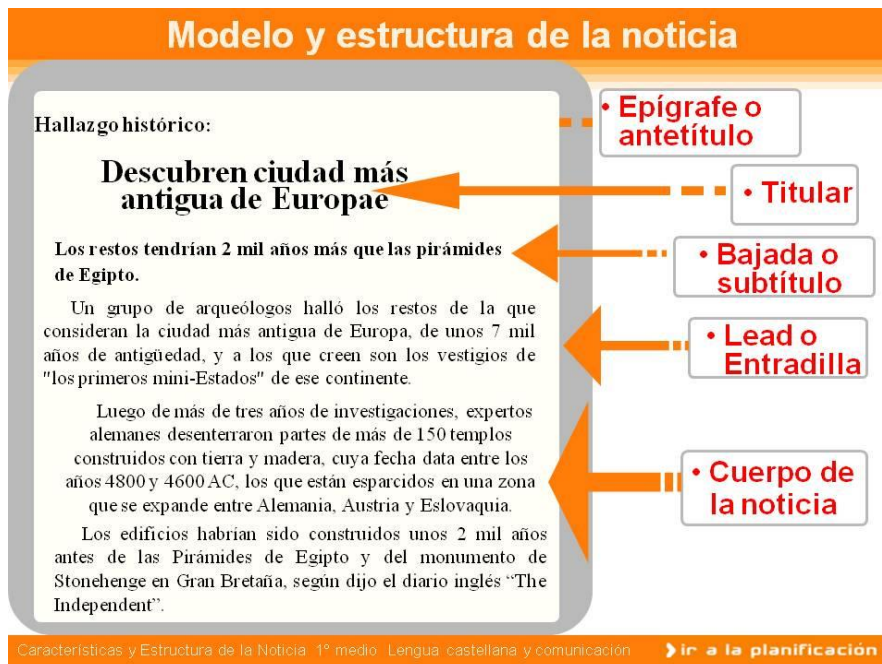 Modelo y estructura de la noticia
Hallazgo histórico:
Descubren ciudad más
antigua de Europae
Los restos tendrían 2 mil años más que las pirámides
de Egipto.
Un grupo de arqueólogos halló los restos de la que
consideran la ciudad más antigua de Europa, de unos 7 mil
años de antigüedad, y a los que creen son los vestigios de
"los primeros mini-Estados" de ese continente.
Luego de más de tres años de investigaciones, expertos
alemanes desenterraron partes de más de 150 templos
construidos con tierra y madera, cuya fecha data entre los
años 4800 y 4600 AC, los que están esparcidos en una zona
que se expande entre Alemania, Austria y Eslovaquia.
Los edificios habrían sido construidos unos 2 mil años
antes de las Pirámides de Egipto y del monumento de
Stonehenge en Gran Bretaña, según dijo el diario inglés “The
Independent”.
• Epígrafe o
antetítulo
• Titular
• Bajada o
subtítulo
• Lead o
Entradilla
• Cuerpo de
la noticia
Características y Estructura de la Noticia 1º medio Lengua castellana y comunicación
ir a la planificación